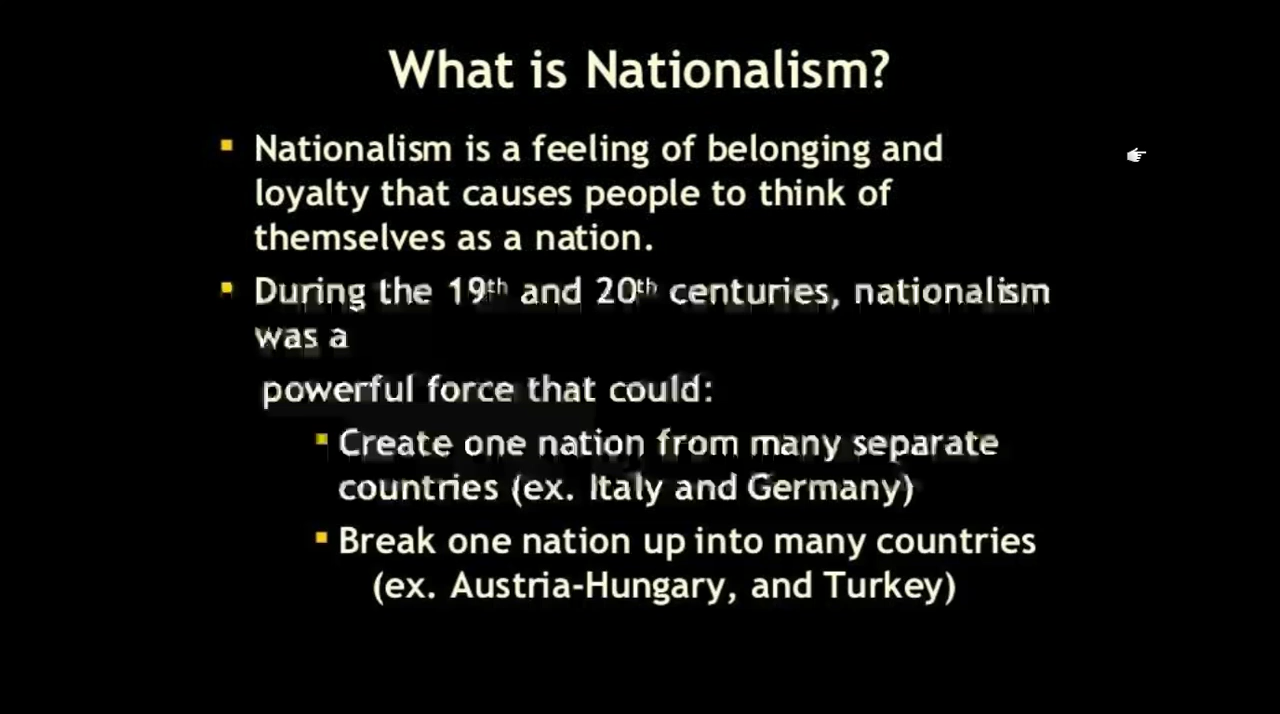 What is Nationalism?
▪ Nationalism is a feeling of belonging and
loyalty that causes people to think of
themselves as a nation.
▪ During the 19th and 20th centuries, nationalism
was a
powerful force that could:
▪ Create one nation from many separate
countries (ex. Italy and Germany)
▪ Break one nation up into many countries
(ex. Austria-Hungary, and Turkey)